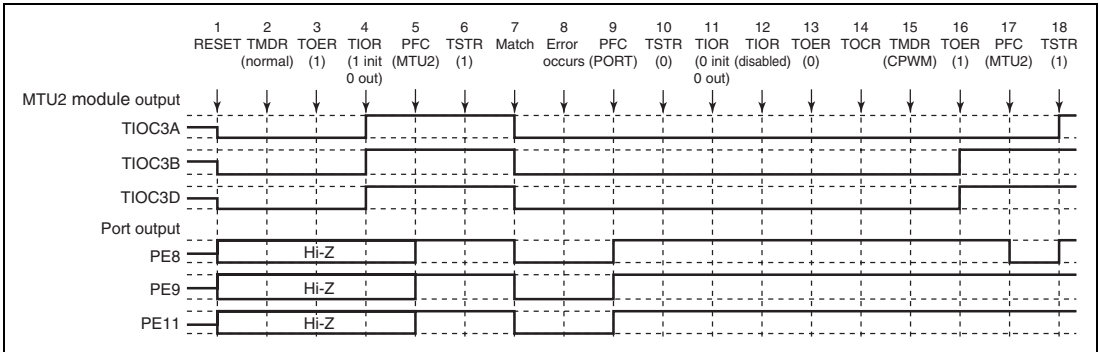 1 2 3 4 5 6 7 8 9 10 11 12 13 14 15 16 17 18
RESET TMDR TOER TIOR PFC TSTR Match Error PFC TSTR TIOR TIOR TOER TOCR TMDR TOER PFC TSTR
(normal) (1) (1 init (MTU2) (1) occurs (PORT) (0) (0 init (disabled) (0) (CPWM) (1) (MTU2) (1)
0 out) 0 out)
MTU2 module output
TIOC3A
TIOC3B
TIOC3D
Port output
PE8 Hi-Z
PE9 Hi-Z
PE11 Hi-Z